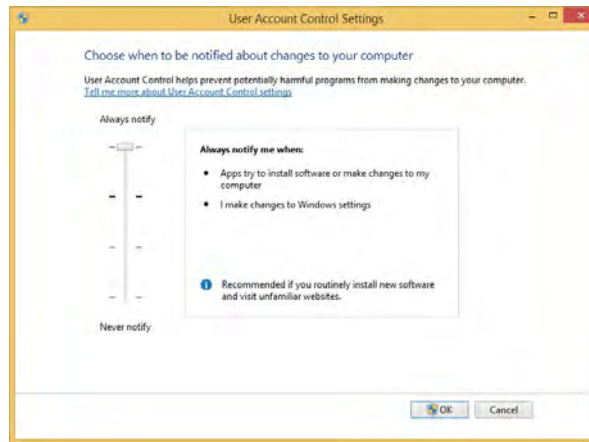 User Account Control Settings
Choose when to be notified about changes to your computer
User Account Control helps prevent potentially harmful programs from making changes to your computer.
Tell me more about User Account Control settings
Always notify
Always notify me when:
• Apps try to install software or make changes to my
computer
• I make changes to Windows settings
Recommended if you routinely install new software
and visit unfamiliar websites.
Never notify
OK Cancel